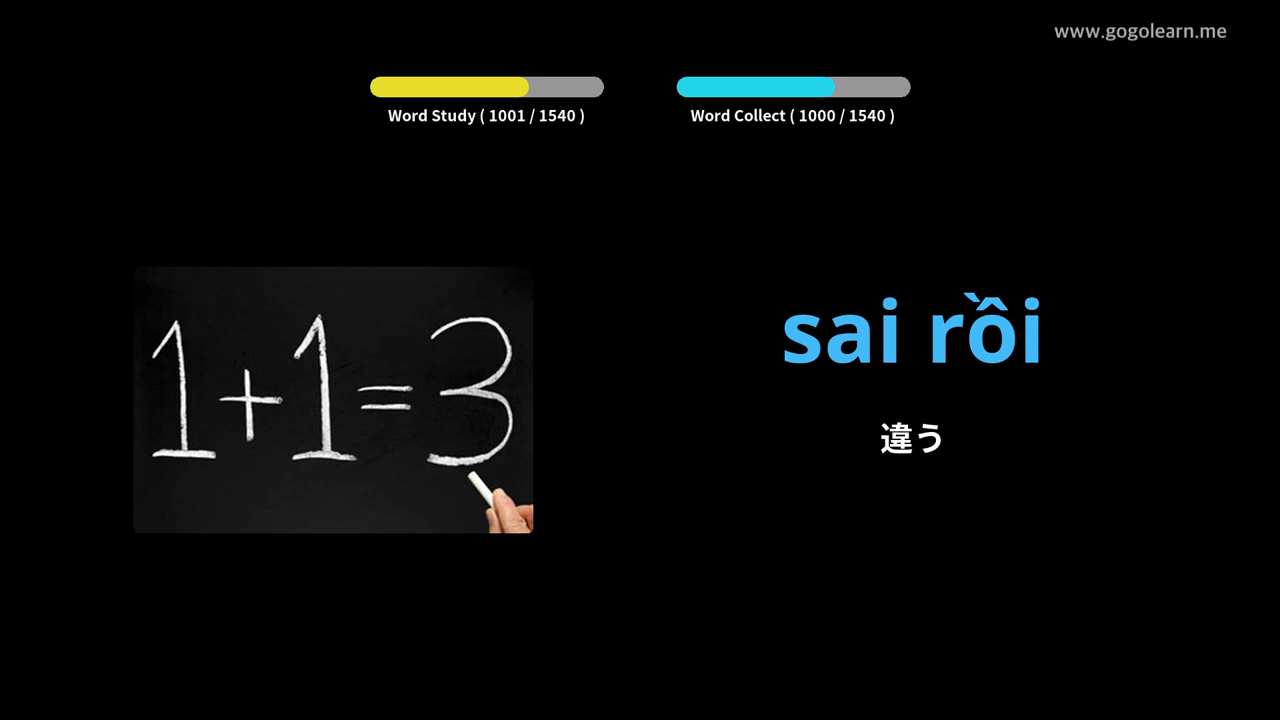 www.gogolearn.me
Word Study ( 1001 / 1540 )
Word Collect ( 1000 / 1540 )
1+1=3
sai rồi
違う